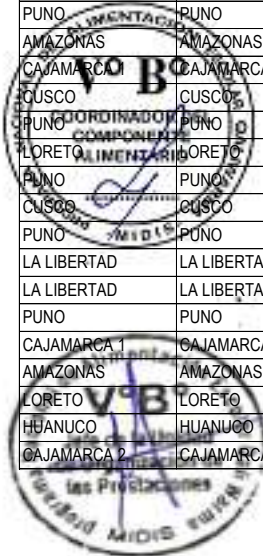 PUNO PUNO
AMAZONAS AMAZONAS
CAJAMARCA 1 CAJAMARCA
CUSCO CUSCO
PUNO PUNO
LORETO LORETO
PUNO PUNO
CUSCO CUSCO
PUNO PUNO
LA LIBERTAD LA LIBERTA
LA LIBERTAD LA LIBERTA
PUNO PUNO
CAJAMARCA 1 CAJAMARCA
AMAZONAS AMAZONAS
LORETO LORETO
HUANUCO HUANUCO
CAJAMARCA 2 CAJAMARCA
V° B°
COORDINADOR
COMPONENTE
ALIMENTARIO
MIDIS
V°B°
las Prestaciones
MIDIS